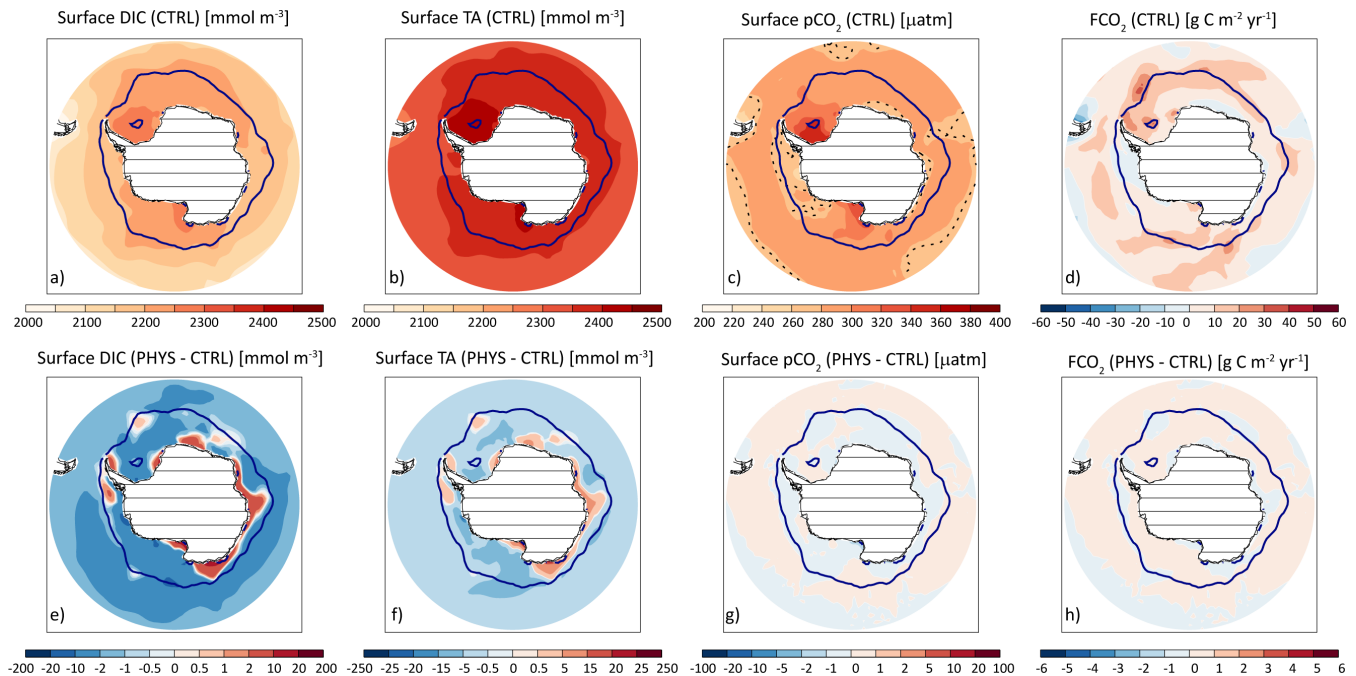 Surface DIC (CTRL) [mmol m-3]
Surface TA (CTRL) [mmol m-3]
Surface pCO2 (CTRL) [µatm]
FCO2 (CTRL) [g C m-2 yr-1]
a)
b)
c)
d)
2000 2100 2200 2300 2400 2500
2000 2100 2200 2300 2400 2500
200 220 240 260 280 300 320 340 360 380 400
-60 -50 -40 -30 -20 -10 0 10 20 30 40 50 60
Surface DIC (PHYS - CTRL) [mmol m-3]
Surface TA (PHYS - CTRL) [mmol m-3]
Surface pCO2 (PHYS - CTRL) [µatm]
FCO2 (PHYS - CTRL) [g C m-2 yr-1]
e)
f)
g)
h)
-200 -20 -10 -2 -1 -0.5 0 0.5 1 2 10 20 200
-250 -25 -15 -5 -0.5 0 0.5 5 15 25 250
-100 -20 -10 -5 -2 -1 0 1 2 5 10 20 100
-6 -5 -4 -3 -2 -1 0 1 2 3 4 5 6